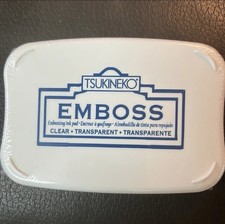 TSUKINEKO®
EMBOSS
Embossing ink pad · Encreur à gaufrage · Almohadilla de tinta para repujado
CLEAR · TRANSPARENT · TRANSPARENTE